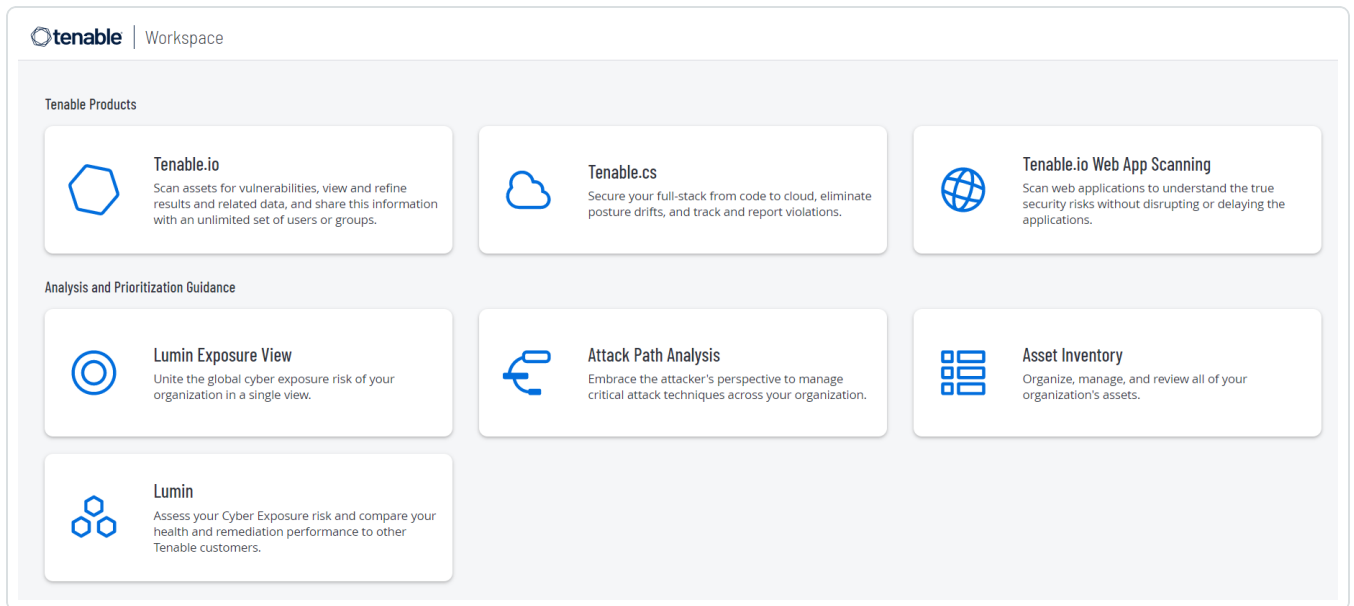 tenable Workspace
Tenable Products
Tenable.io
Scan assets for vulnerabilities, view and refine
results and related data, and share this information
with an unlimited set of users or groups.
Tenable.cs
Secure your full-stack from code to cloud, eliminate
posture drifts, and track and report violations.
Tenable.io Web App Scanning
Scan web applications to understand the true
security risks without disrupting or delaying the
applications.
Analysis and Prioritization Guidance
Lumin Exposure View
Unite the global cyber exposure risk of your
organization in a single view.
Attack Path Analysis
Embrace the attacker's perspective to manage
critical attack techniques across your organization.
Asset Inventory
Organize, manage, and review all of your
organization's assets.
Lumin
Assess your Cyber Exposure risk and compare your
health and remediation performance to other
Tenable customers.